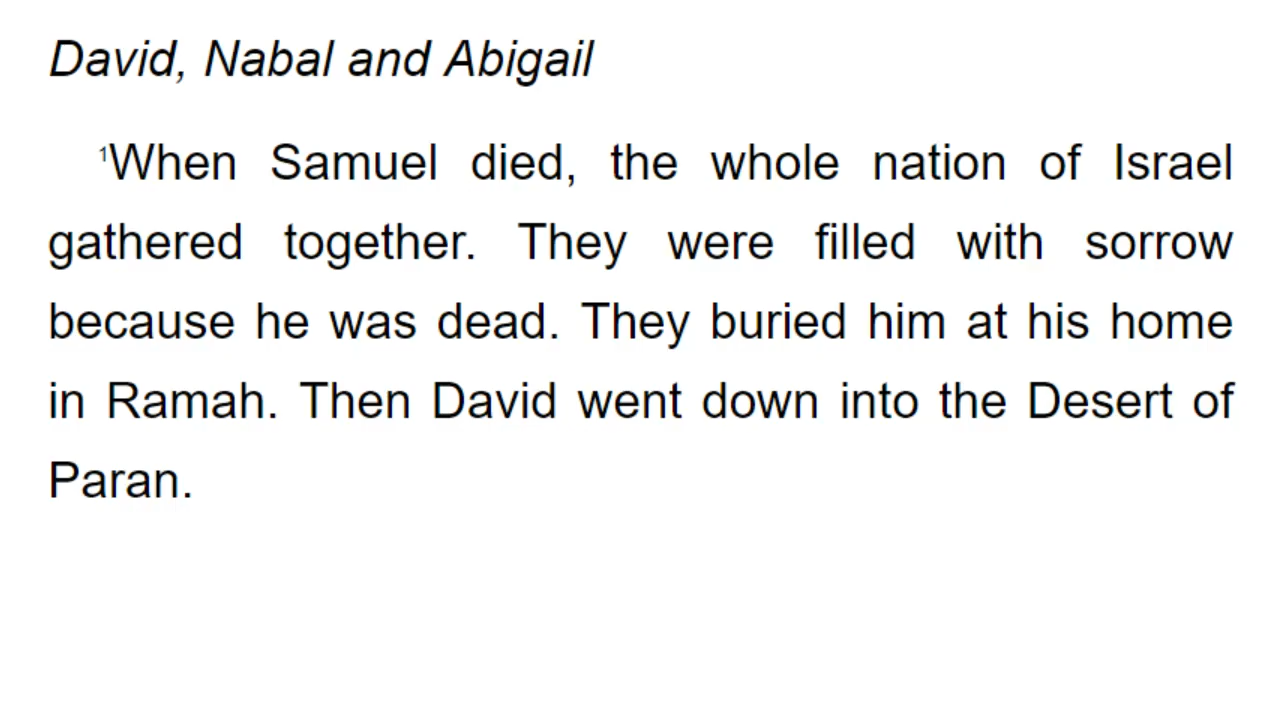 David, Nabal and Abigail
¹When Samuel died, the whole nation of Israel
gathered together. They were filled with sorrow
because he was dead. They buried him at his home
in Ramah. Then David went down into the Desert of
Paran.